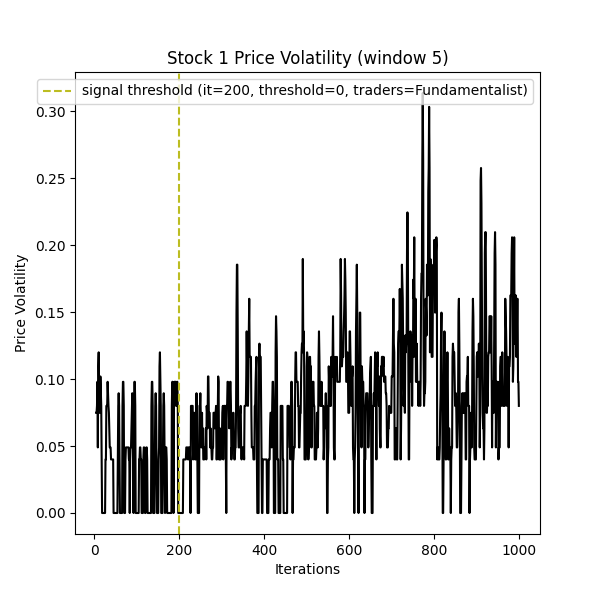 Stock 1 Price Volatility (window 5)
signal threshold (it=200, threshold=0, traders=Fundamentalist)
Price Volatility
0.30
0.25
0.20
0.15
0.10
0.05
0.00
0 200 400 600 800 1000
Iterations